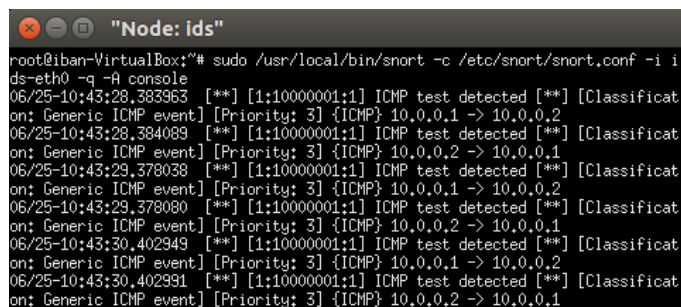 "Node: ids"
root@iban-VirtualBox:~# sudo /usr/local/bin/snort -c /etc/snort/snort.conf -i i
ds-eth0 -q -A console
06/25-10:43:28.383963  [**] [1:10000001:1] ICMP test detected [**] [Classificat
on: Generic ICMP event] [Priority: 3] {ICMP} 10.0.0.1 -> 10.0.0.2
06/25-10:43:28.384089  [**] [1:10000001:1] ICMP test detected [**] [Classificat
on: Generic ICMP event] [Priority: 3] {ICMP} 10.0.0.2 -> 10.0.0.1
06/25-10:43:29.378038  [**] [1:10000001:1] ICMP test detected [**] [Classificat
on: Generic ICMP event] [Priority: 3] {ICMP} 10.0.0.1 -> 10.0.0.2
06/25-10:43:29.378080  [**] [1:10000001:1] ICMP test detected [**] [Classificat
on: Generic ICMP event] [Priority: 3] {ICMP} 10.0.0.2 -> 10.0.0.1
06/25-10:43:30.402949  [**] [1:10000001:1] ICMP test detected [**] [Classificat
on: Generic ICMP event] [Priority: 3] {ICMP} 10.0.0.1 -> 10.0.0.2
06/25-10:43:30.402991  [**] [1:10000001:1] ICMP test detected [**] [Classificat
on: Generic ICMP event] [Priority: 3] {ICMP} 10.0.0.2 -> 10.0.0.1